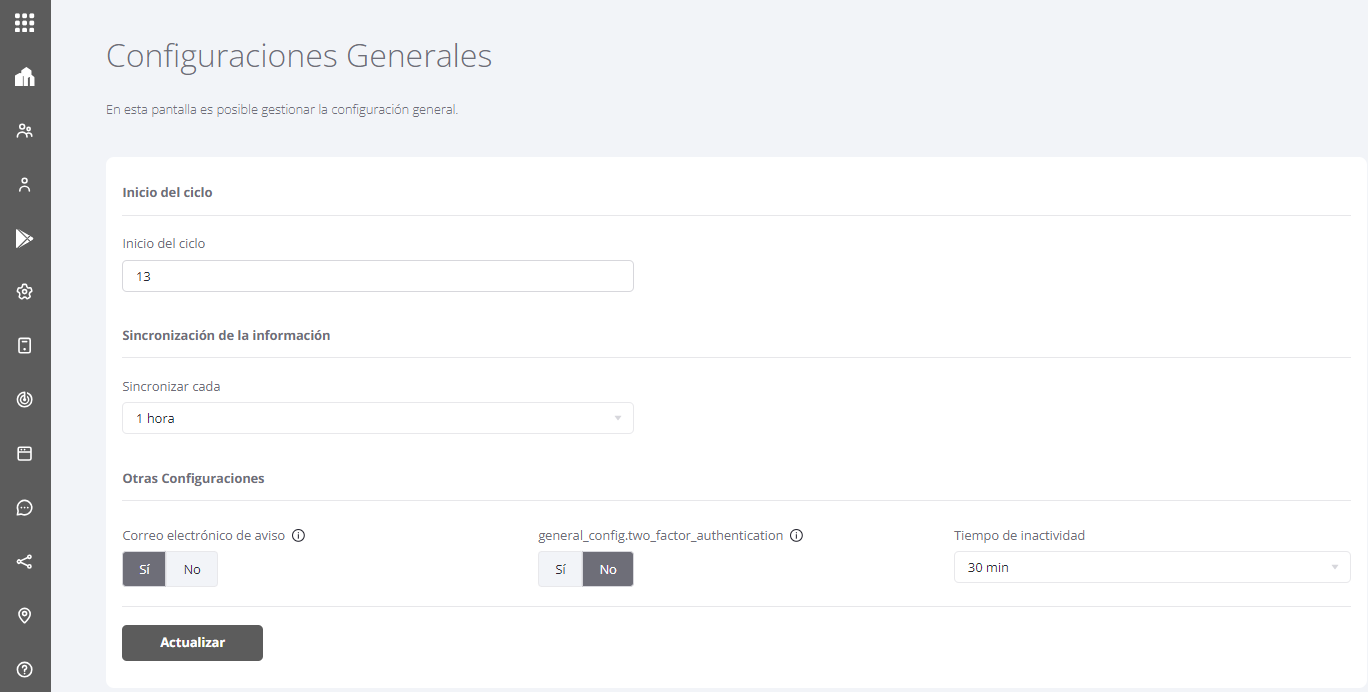 Configuraciones Generales
En esta pantalla es posible gestionar la configuración general.
Inicio del ciclo
Inicio del ciclo
13
Sincronización de la información
Sincronizar cada
1 hora
Otras Configuraciones
Correo electrónico de aviso
general_config.two_factor_authentication
Tiempo de inactividad
Sí No
Sí No
30 min
Actualizar